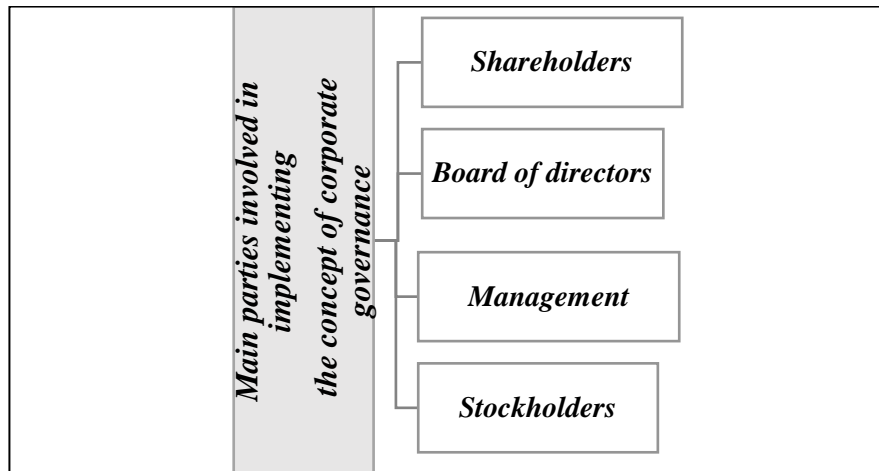 Main parties involved in
implementing
the concept of corporate
governance
Shareholders
Board of directors
Management
Stockholders